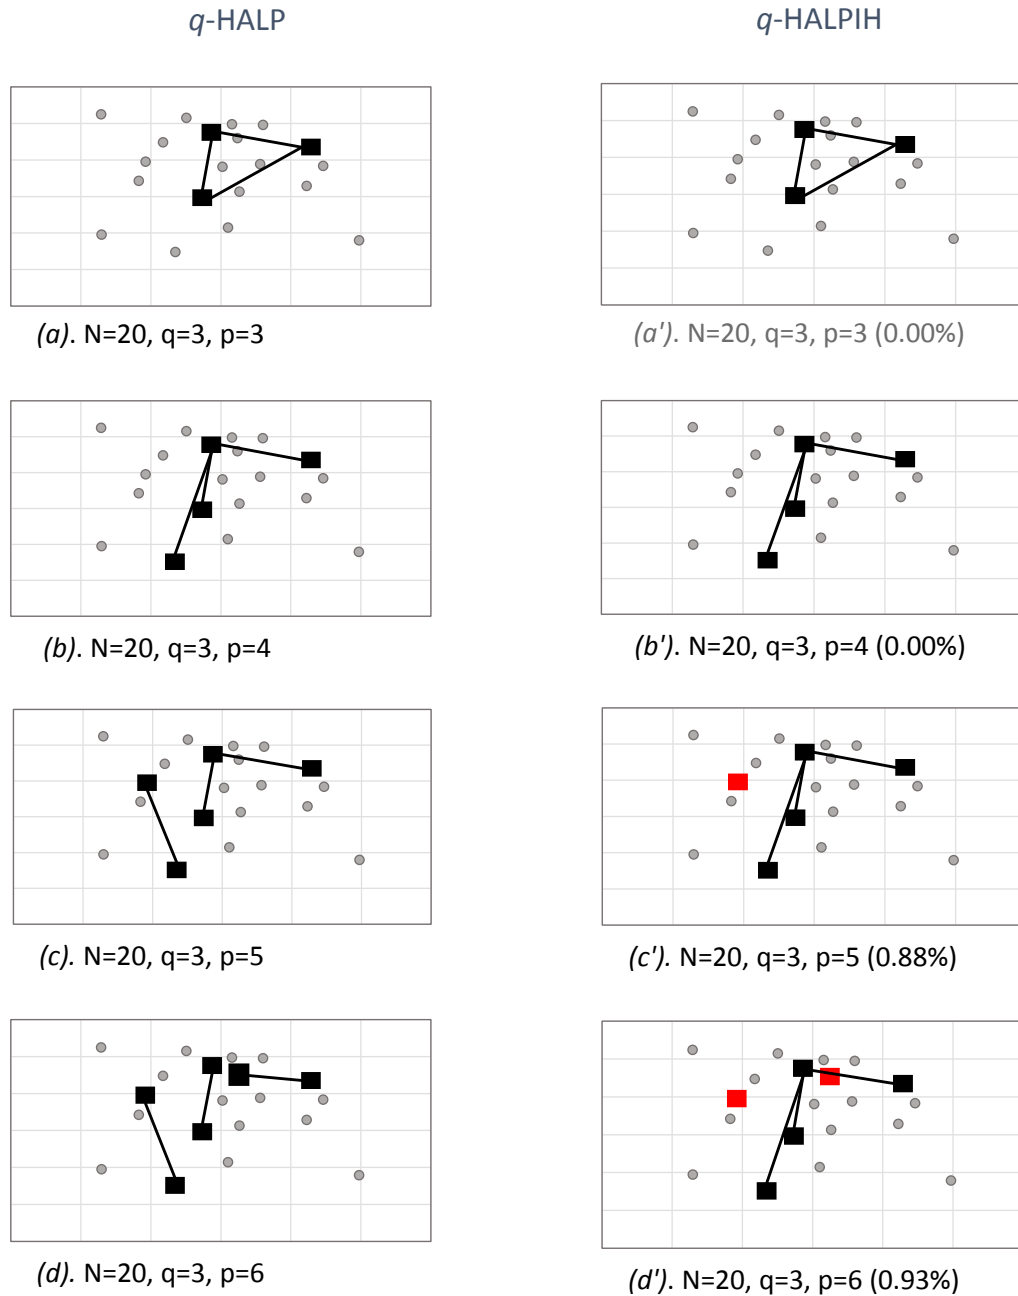 q-HALP
q-HALPIH
(a). N=20, q=3, p=3
(a'). N=20, q=3, p=3 (0.00%)
(b). N=20, q=3, p=4
(b'). N=20, q=3, p=4 (0.00%)
(c). N=20, q=3, p=5
(c'). N=20, q=3, p=5 (0.88%)
(d). N=20, q=3, p=6
(d'). N=20, q=3, p=6 (0.93%)